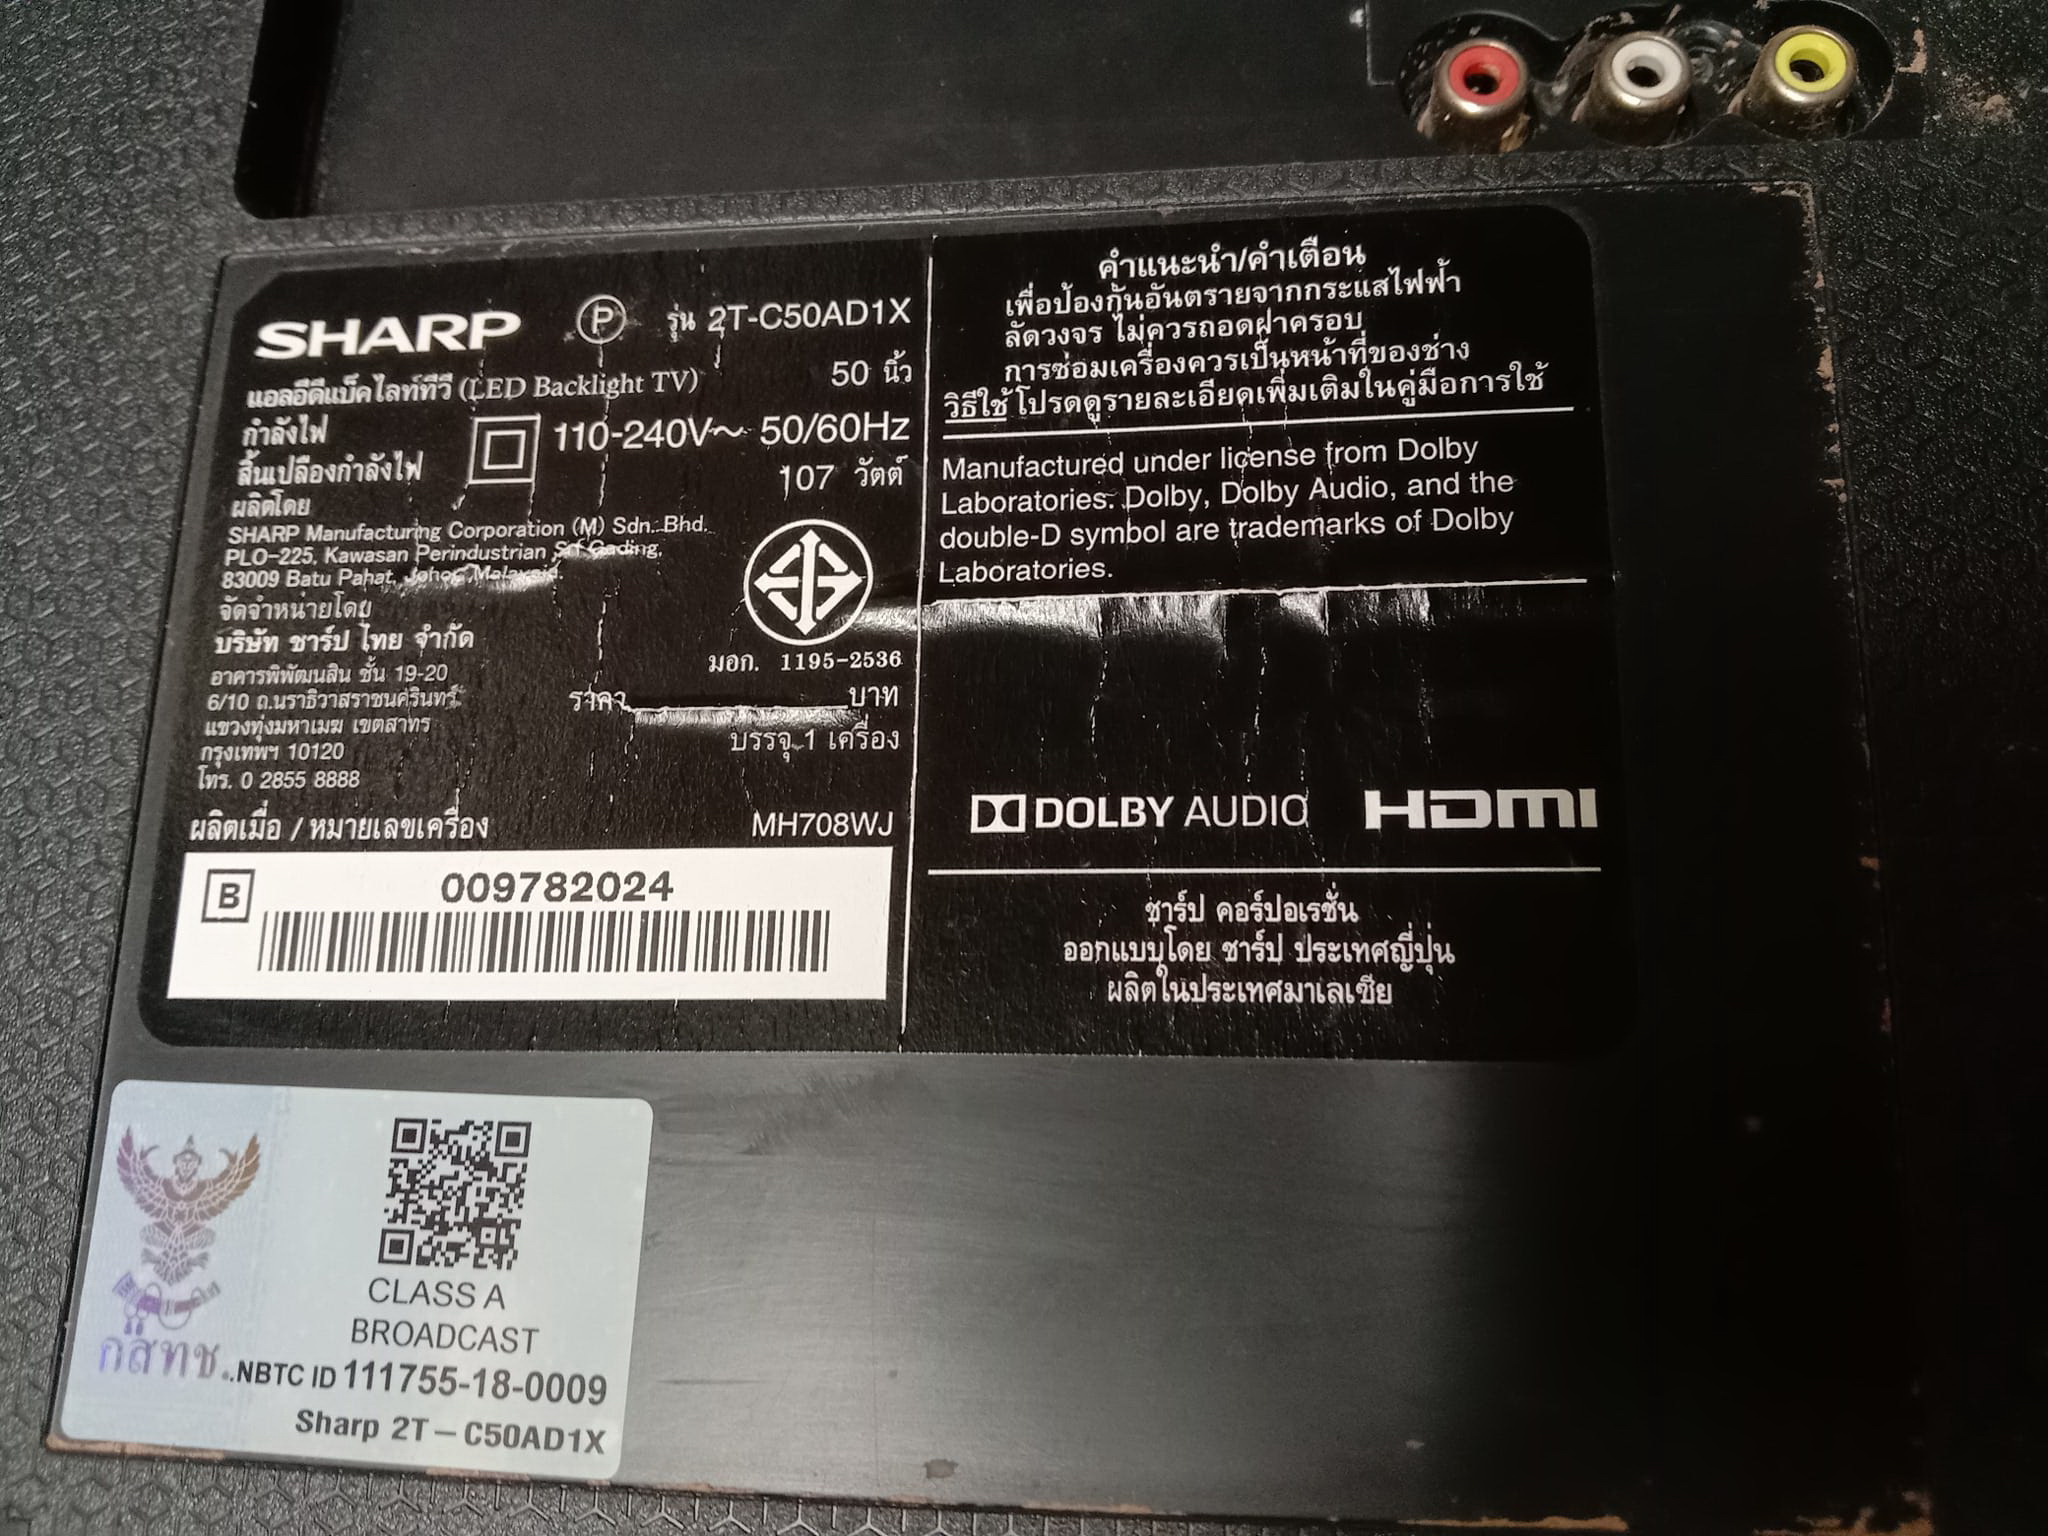 SHARP Ⓟ รุ่น 2T-C50AD1X
แอลอีดีแบ็คไลท์ทีวี (LED Backlight TV) 50 นิ้ว
กำลังไฟ 110-240V~ 50/60Hz
สิ้นเปลืองกำลังไฟ 107 วัตต์
ผลิตโดย
SHARP Manufacturing Corporation (M) Sdn. Bhd.
PLO-225, Kawasan Perindustrian Sri Gading,
83009 Batu Pahat, Johor, Malaysia.
จัดจำหน่ายโดย
บริษัท ชาร์ป ไทย จำกัด
อาคารพิพัฒนสิน ชั้น 19-20
6/10 ถ.นราธิวาสราชนครินทร์
แขวงทุ่งมหาเมฆ เขตสาทร
กรุงเทพฯ 10120
โทร. 0 2855 8888
มอก. 1195-2536
ราคา บาท
บรรจุ 1 เครื่อง
ผลิตเมื่อ / หมายเลขเครื่อง MH708WJ
B 009782024
คำแนะนำ/คำเตือน
เพื่อป้องกันอันตรายจากกระแสไฟฟ้า
ลัดวงจร ไม่ควรถอดฝาครอบ
การซ่อมเครื่องควรเป็นหน้าที่ของช่าง
วิธีใช้ โปรดดูรายละเอียดเพิ่มเติมในคู่มือการใช้
Manufactured under license from Dolby
Laboratories. Dolby, Dolby Audio, and the
double-D symbol are trademarks of Dolby
Laboratories.
DOLBY AUDIO HDMI
ชาร์ป คอร์ปอเรชั่น
ออกแบบโดย ชาร์ป ประเทศญี่ปุ่น
ผลิตในประเทศมาเลเซีย
CLASS A
BROADCAST
กสทช. NBTC ID 111755-18-0009
Sharp 2T-C50AD1X